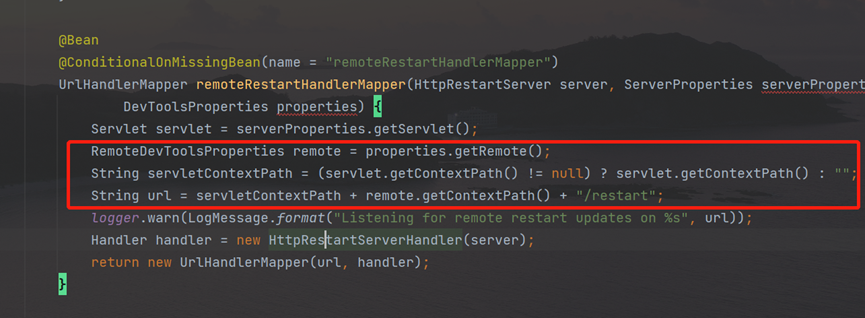 @Bean
@ConditionalOnMissingBean(name = "remoteRestartHandlerMapper")
UrlHandlerMapper remoteRestartHandlerMapper(HttpRestartServer server, ServerProperties serverPropert
DevToolsProperties properties) {
Servlet servlet = serverProperties.getServlet();
RemoteDevToolsProperties remote = properties.getRemote();
String servletContextPath = (servlet.getContextPath() != null) ? servlet.getContextPath() : "";
String url = servletContextPath + remote.getContextPath() + "/restart";
logger.warn(LogMessage.format("Listening for remote restart updates on %s", url));
Handler handler = new HttpRestartServerHandler(server);
return new UrlHandlerMapper(url, handler);
}